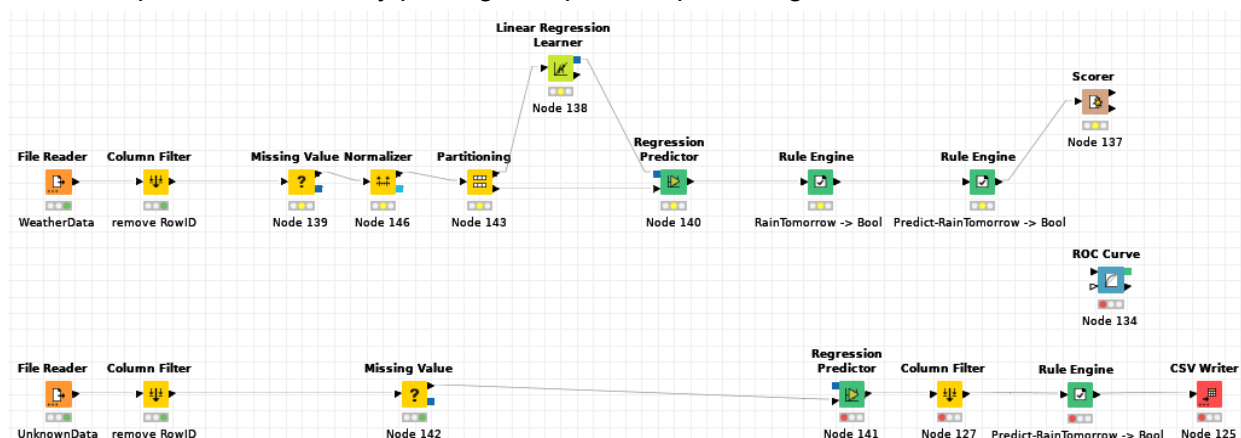 Linear Regression
Learner
Node 138
Scorer
Node 137
File Reader
WeatherData
Column Filter
remove RowID
Missing Value
Node 139
Normalizer
Node 146
Partitioning
Node 143
Regression
Predictor
Node 140
Rule Engine
RainTomorrow -> Bool
Rule Engine
Predict-RainTomorrow -> Bool
ROC Curve
Node 134
File Reader
UnknownData
Column Filter
remove RowID
Missing Value
Node 142
Regression
Predictor
Node 141
Column Filter
Node 127
Rule Engine
Predict-RainTomorrow -> Bool
CSV Writer
Node 125